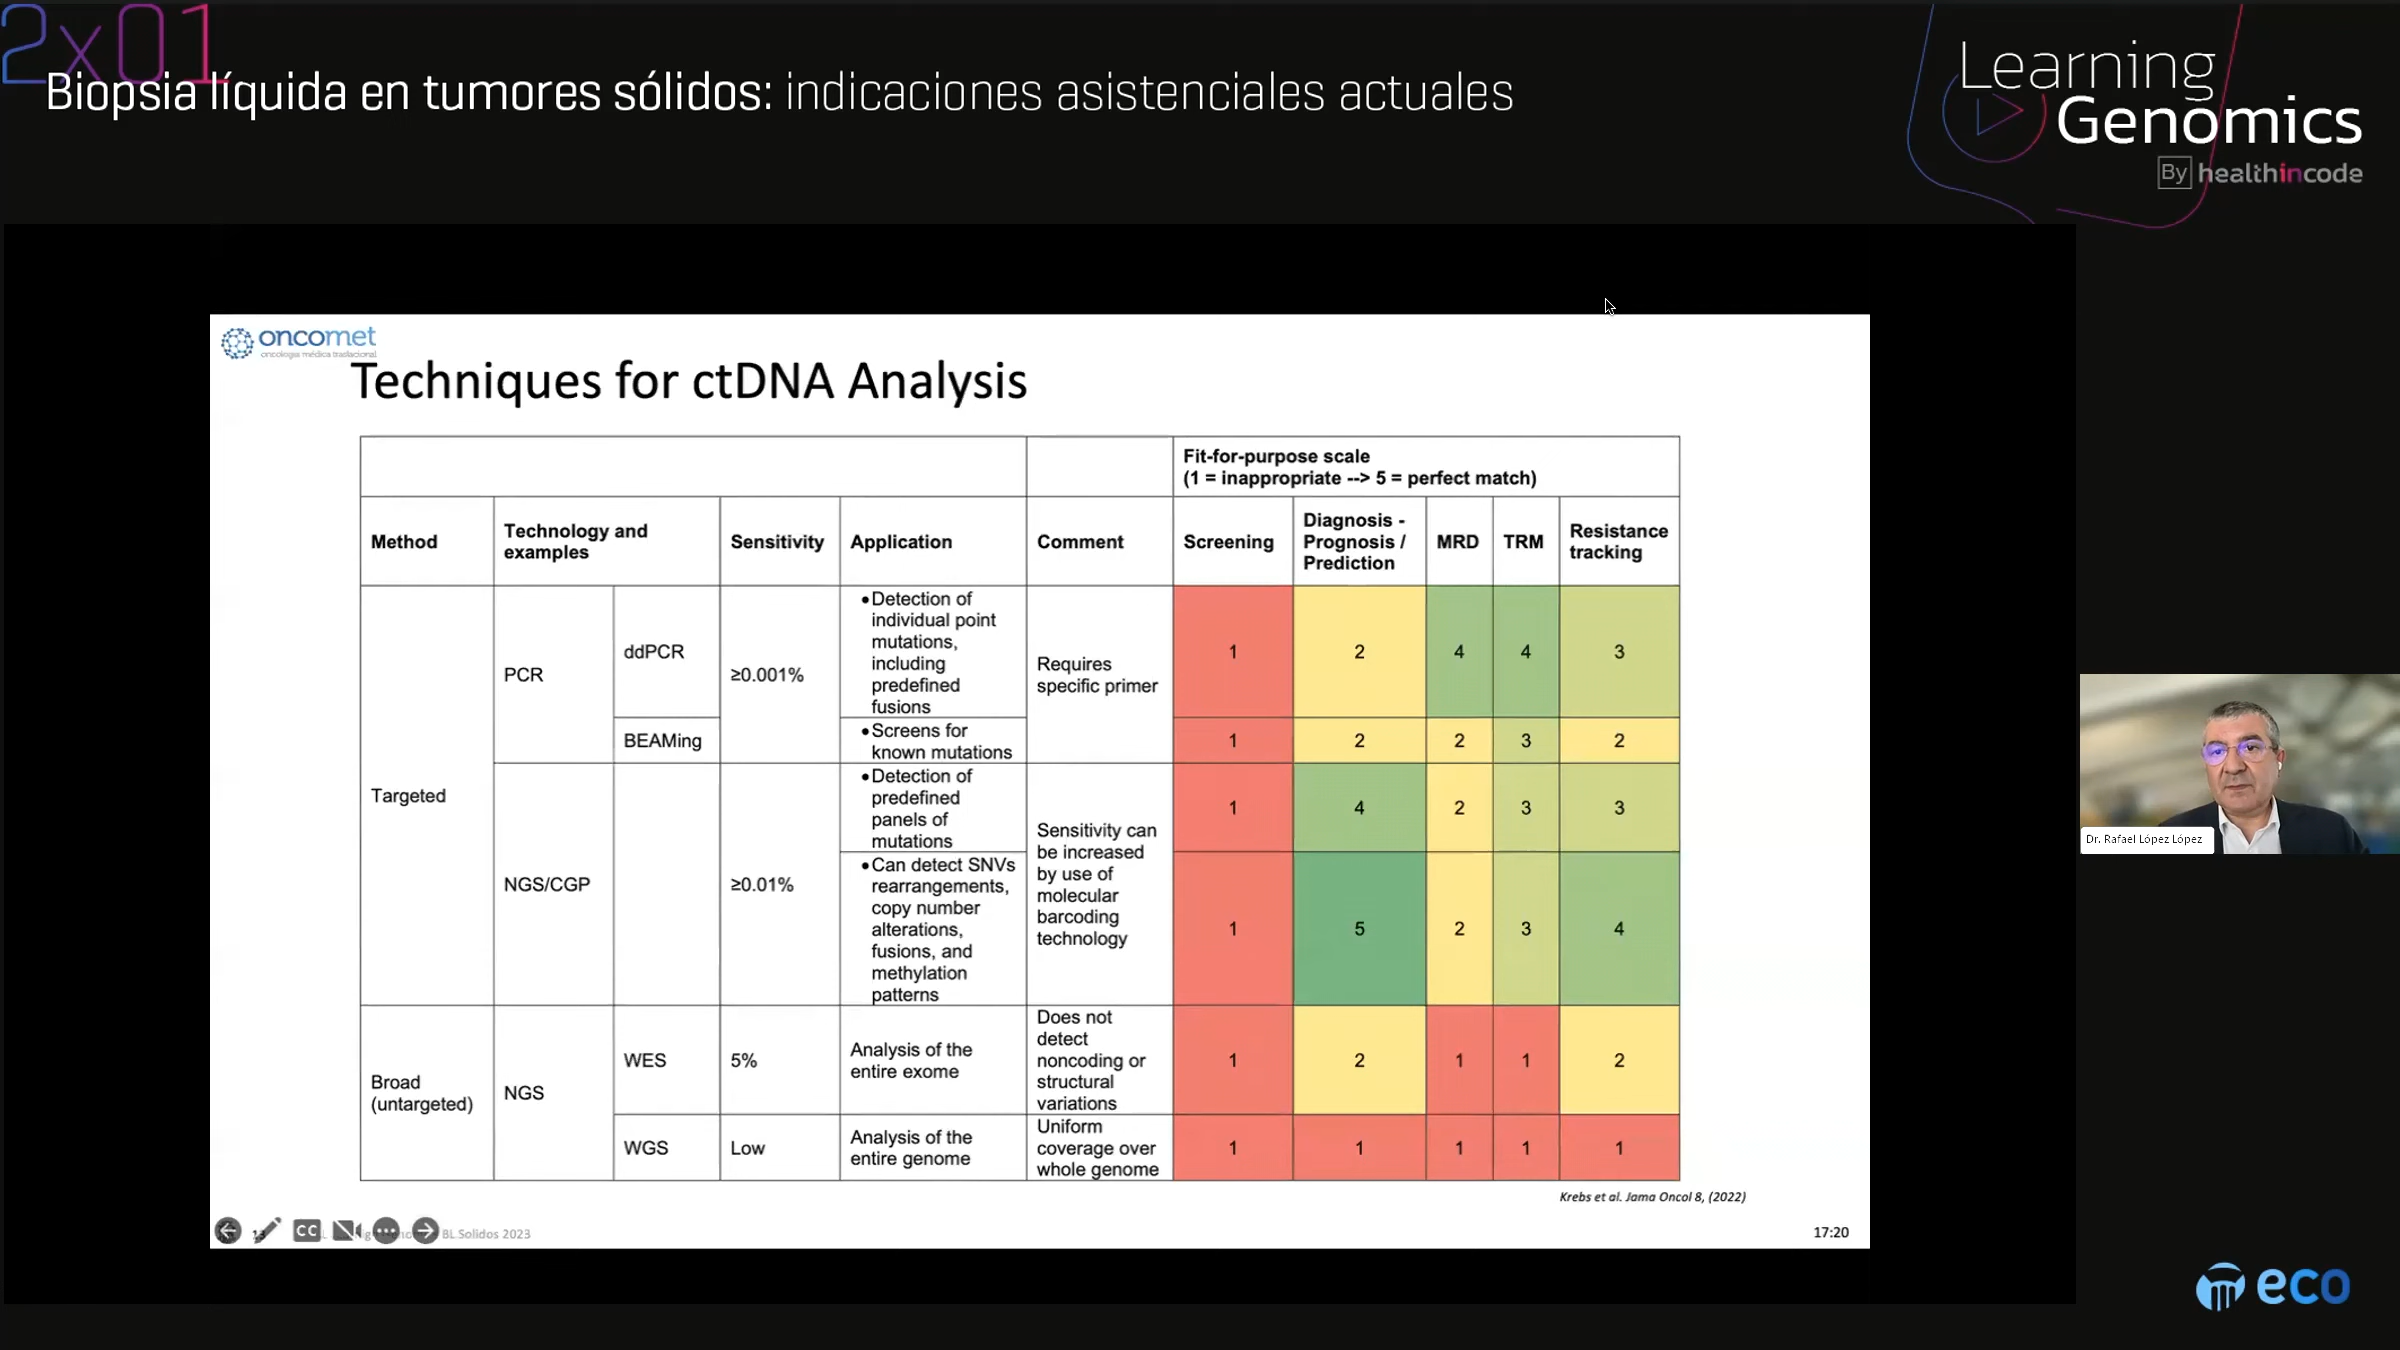 2x01
Biopsia líquida en tumores sólidos: indicaciones asistenciales actuales
Learning
Genomics
By healthincode
oncomet
oncología médica traslacional
Techniques for ctDNA Analysis
Fit-for-purpose scale
(1 = inappropriate --> 5 = perfect match)
Method
Technology and
examples
Sensitivity
Application
Comment
Screening
Diagnosis -
Prognosis /
Prediction
MRD
TRM
Resistance
tracking
Targeted
PCR
ddPCR
≥0.001%
•Detection of
individual point
mutations,
including
predefined
fusions
Requires
specific primer
1
2
4
4
3
BEAMing
•Screens for
known mutations
1
2
2
3
2
NGS/CGP
≥0.01%
•Detection of
predefined
panels of
mutations
Sensitivity can
be increased
by use of
molecular
barcoding
technology
1
4
2
3
3
•Can detect SNVs
rearrangements,
copy number
alterations,
fusions, and
methylation
patterns
1
5
2
3
4
Broad
(untargeted)
NGS
WES
5%
Analysis of the
entire exome
Does not
detect
noncoding or
structural
variations
1
2
1
1
2
WGS
Low
Analysis of the
entire genome
Uniform
coverage over
whole genome
1
1
1
1
1
Krebs et al. Jama Oncol 8, (2022)
CC
BL.Solidos 2023
17:20
Dr. Rafael López López
eco